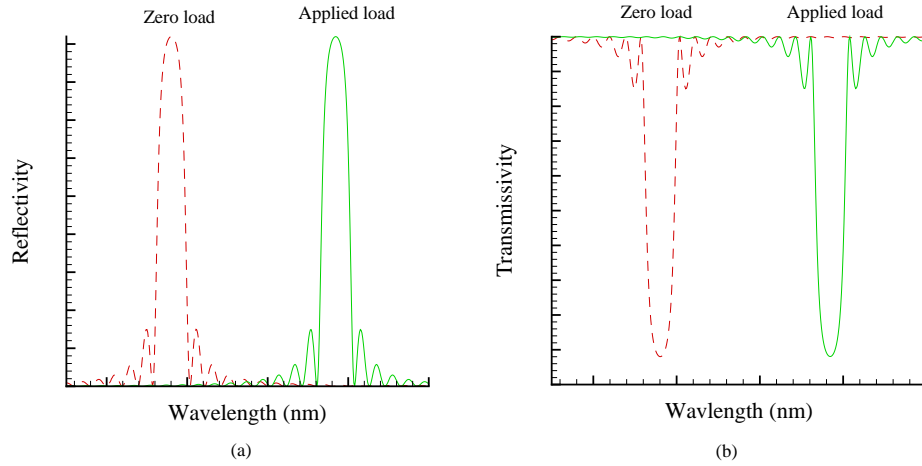 Zero load
Applied load
Reflectivity
Wavelength (nm)
(a)
Zero load
Applied load
Transmissivity
Wavlength (nm)
(b)